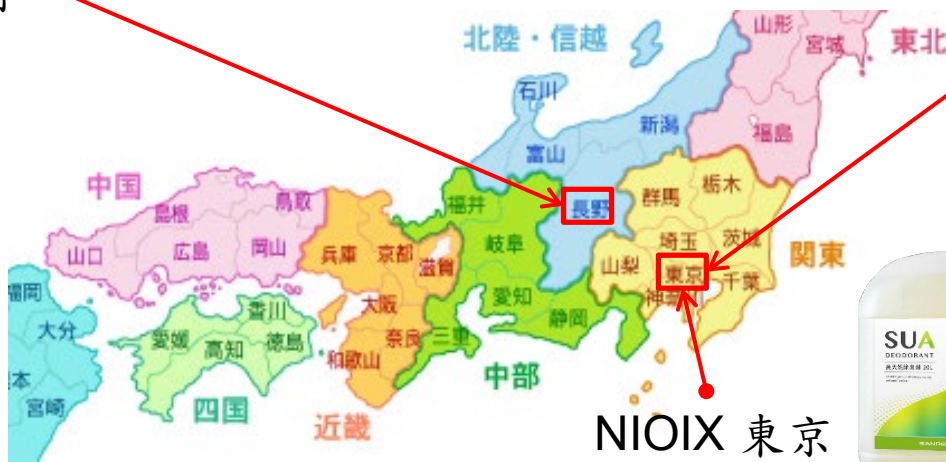 北陸・信越
山形
宮城
東北
石川
新潟
福島
富山
中国
鳥取
福井
長野
群馬
栃木
島根
岐阜
埼玉
茨城
山口
広島
岡山
兵庫
京都
滋賀
山梨
東京
千葉
関東
福岡
大阪
愛知
静岡
香川
大分
愛媛
高知
徳島
奈良
三重
和歌山
中部
宮崎
四国
近畿
NIOIX 東京
SUA
DEODORANT